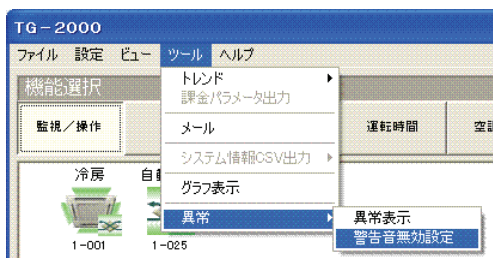 TG-2000
ファイル 設定 ビュー ツール ヘルプ
機能選択
トレンド
課金パラメータ出力
監視/操作
メール
運転時間
空調
システム情報CSV出力
冷房
自動
グラフ表示
異常
異常表示
警告音無効設定
1-001
1-025